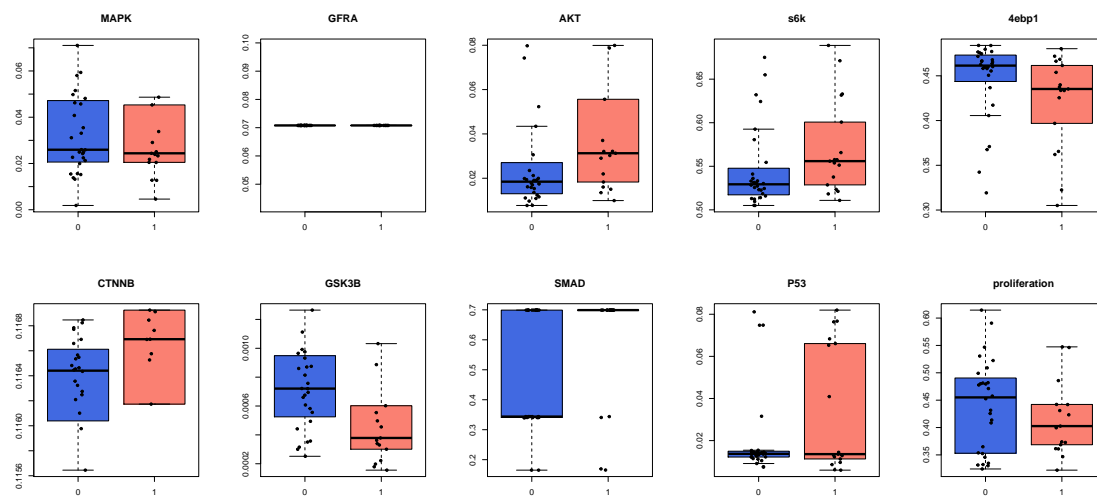 MAPK
0.00 0.02 0.04 0.06
0 1
GFRA
0.05 0.06 0.07 0.08 0.09 0.10
0 1
AKT
0.02 0.04 0.06 0.08
0 1
s6k
0.50 0.55 0.60 0.65
0 1
4ebp1
0.30 0.35 0.40 0.45
0 1
CTNNB
0.1156 0.1160 0.1164 0.1168
0 1
GSK3B
0.0002 0.0006 0.0010
0 1
SMAD
0.2 0.3 0.4 0.5 0.6 0.7
0 1
P53
0.02 0.04 0.06 0.08
0 1
proliferation
0.35 0.40 0.45 0.50 0.55 0.60
0 1